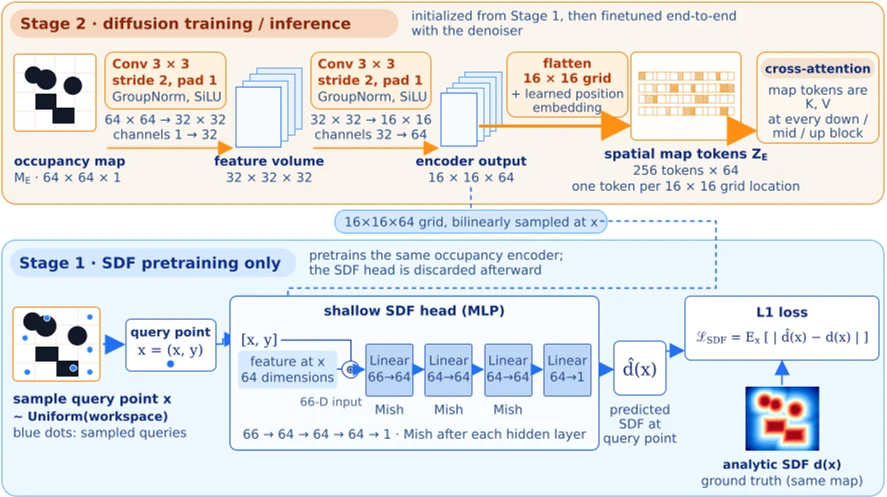 Stage 2 · diffusion training / inference
initialized from Stage 1, then finetuned end-to-end
with the denoiser
Conv 3 × 3
stride 2, pad 1
GroupNorm, SiLU
64 × 64 → 32 × 32
channels 1 → 32
Conv 3 × 3
stride 2, pad 1
GroupNorm, SiLU
32 × 32 → 16 × 16
channels 32 → 64
flatten
16 × 16 grid
+ learned position
embedding
cross-attention
map tokens are
K, V
at every down /
mid / up block
occupancy map
M_E · 64 × 64 × 1
feature volume
32 × 32 × 32
encoder output
16 × 16 × 64
spatial map tokens Z_E
256 tokens × 64
one token per 16 × 16 grid location
16×16×64 grid, bilinearly sampled at x
Stage 1 · SDF pretraining only
pretrains the same occupancy encoder;
the SDF head is discarded afterward
query point
x = (x, y)
sample query point x
~ Uniform(workspace)
blue dots: sampled queries
shallow SDF head (MLP)
[x, y]
feature at x
64 dimensions
⊕
66-D input
Linear
66→64
Mish
Linear
64→64
Mish
Linear
64→64
Mish
Linear
64→1
66 → 64 → 64 → 64 → 1 · Mish after each hidden layer
d̂(x)
predicted
SDF at
query point
L1 loss
ℒ_SDF = E_x [ | d̂(x) − d(x) | ]
analytic SDF d(x)
ground truth (same map)